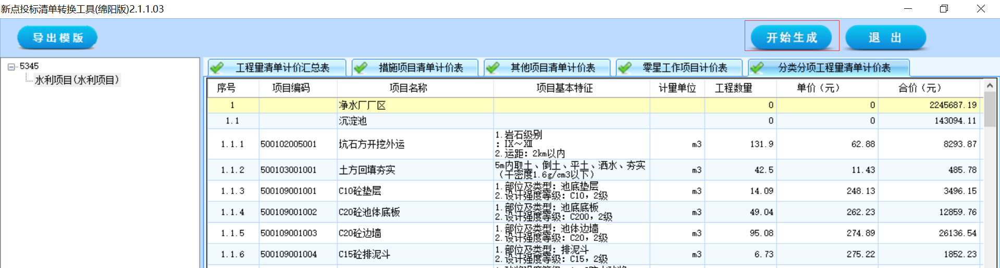 新点投标清单转换工具(绵阳版)2.1.1.03
导出模版
开始生成
退 出
5345
水利项目(水利项目)
工程量清单计价汇总表
措施项目清单计价表
其他项目清单计价表
零星工作项目计价表
分类分项工程量清单计价表
序号 项目编码 项目名称 项目基本特征 计量单位 工程数量 单价（元） 合价（元）
1 净水厂厂区 0 0 2245687.19
1.1 沉淀池 0 0 143094.11
1.1.1 500102005001 坑石方开挖外运 1.岩石级别
：Ⅸ～Ⅻ
2.运距：2km以内 m3 131.9 62.88 8293.87
1.1.2 500103001001 土方回填夯实 5m内取土、倒土、平土、洒水、夯实
（干密度1.6g/cm3以下） m3 42.5 11.43 485.78
1.1.3 500109001001 C10砼垫层 1.部位及类型：池底垫层
2.设计强度等级：C10，2级 m3 14.09 248.13 3496.15
1.1.4 500109001002 C20砼池体底板 1.部位及类型：池底底板
2.设计强度等级：C200，2级 m3 49.04 262.23 12859.76
1.1.5 500109001003 C20砼边墙 1.部位及类型：池体边墙
2.设计强度等级：C20，2级 m3 95.08 274.89 26136.54
1.1.6 500109001004 C15砼排泥斗 1.部位及类型：排泥斗
2.设计强度等级：C15，2级 m3 6.73 275.22 1852.23